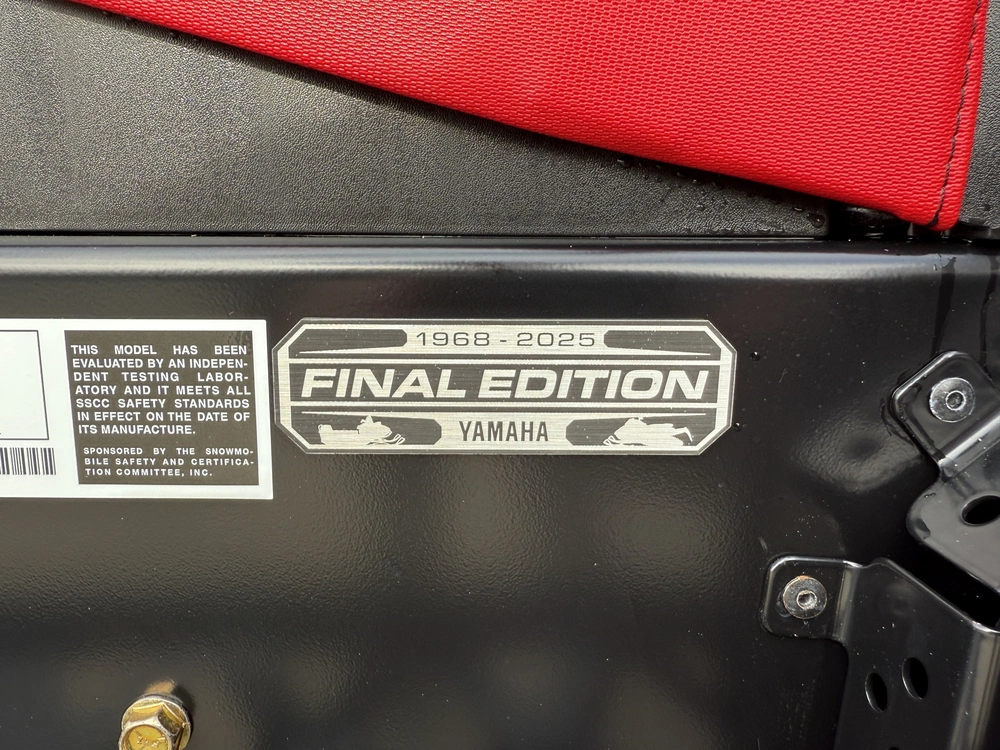 THIS MODEL HAS BEEN
EVALUATED BY AN INDEPEN-
DENT TESTING LABOR-
ATORY AND IT MEETS ALL
SSCC SAFETY STANDARDS
IN EFFECT ON THE DATE OF
ITS MANUFACTURE.
SPONSORED BY THE SNOWMO-
BILE SAFETY AND CERTIFICA-
TION COMMITTEE, INC.
1968 - 2025
FINAL EDITION
YAMAHA